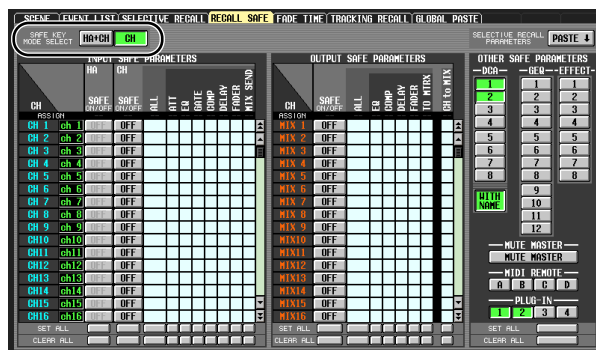 SCENE EVENT LIST SELECTIVE RECALL RECALL SAFE FADE TIME TRACKING RECALL GLOBAL PASTE
SAFE KEY MODE SELECT HA+CH CH
SELECTIVE RECALL PARAMETERS PASTE
INPUT SAFE PARAMETERS
HA CH
CH SAFE ON/OFF SAFE ON/OFF ALL ATT EQ GATE COMP DELAY FADER MIX SEND
ASSIGN
CH 1 ch 1 OFF OFF
CH 2 ch 2 OFF OFF
CH 3 ch 3 OFF OFF
CH 4 ch 4 OFF OFF
CH 5 ch 5 OFF OFF
CH 6 ch 6 OFF OFF
CH 7 ch 7 OFF OFF
CH 8 ch 8 OFF OFF
CH 9 ch 9 OFF OFF
CH10 ch10 OFF OFF
CH11 ch11 OFF OFF
CH12 ch12 OFF OFF
CH13 ch13 OFF OFF
CH14 ch14 OFF OFF
CH15 ch15 OFF OFF
CH16 ch16 OFF OFF
SET ALL
CLEAR ALL
OUTPUT SAFE PARAMETERS
CH SAFE ON/OFF ALL EQ COMP DELAY FADER TO MTRX CH to MIX
ASSIGN
MIX 1 OFF
MIX 2 OFF
MIX 3 OFF
MIX 4 OFF
MIX 5 OFF
MIX 6 OFF
MIX 7 OFF
MIX 8 OFF
MIX 9 OFF
MIX10 OFF
MIX11 OFF
MIX12 OFF
MIX13 OFF
MIX14 OFF
MIX15 OFF
MIX16 OFF
SET ALL
CLEAR ALL
OTHER SAFE PARAMETERS
DCA GEQ EFFECT
1 1 1
2 2 2
3 3 3
4 4 4
5 5 5
6 6 6
7 7 7
8 8 8
WITH NAME
9
10
11
12
MUTE MASTER
MUTE MASTER
MIDI REMOTE
A B C D
PLUG-IN
1 2 3 4
SET ALL
CLEAR ALL